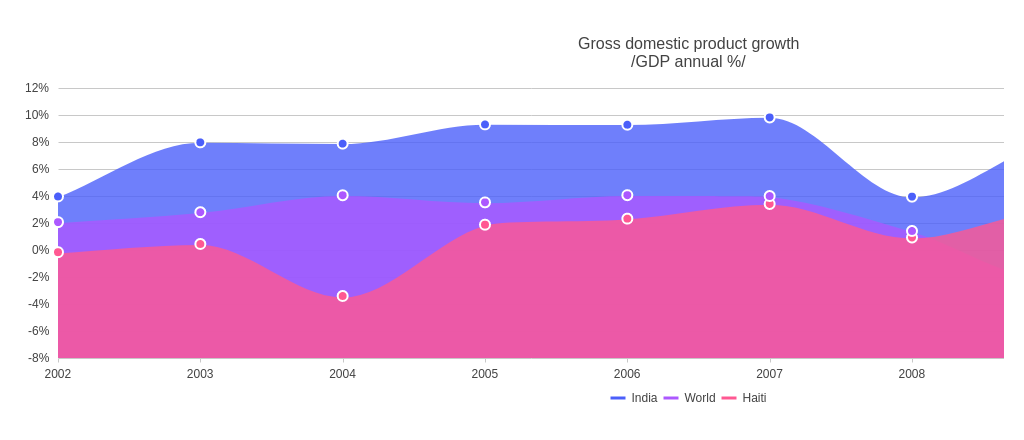 Gross domestic product growth
/GDP annual %/
12%
10%
8%
6%
4%
2%
0%
-2%
-4%
-6%
-8%
2002 2003 2004 2005 2006 2007 2008
India World Haiti